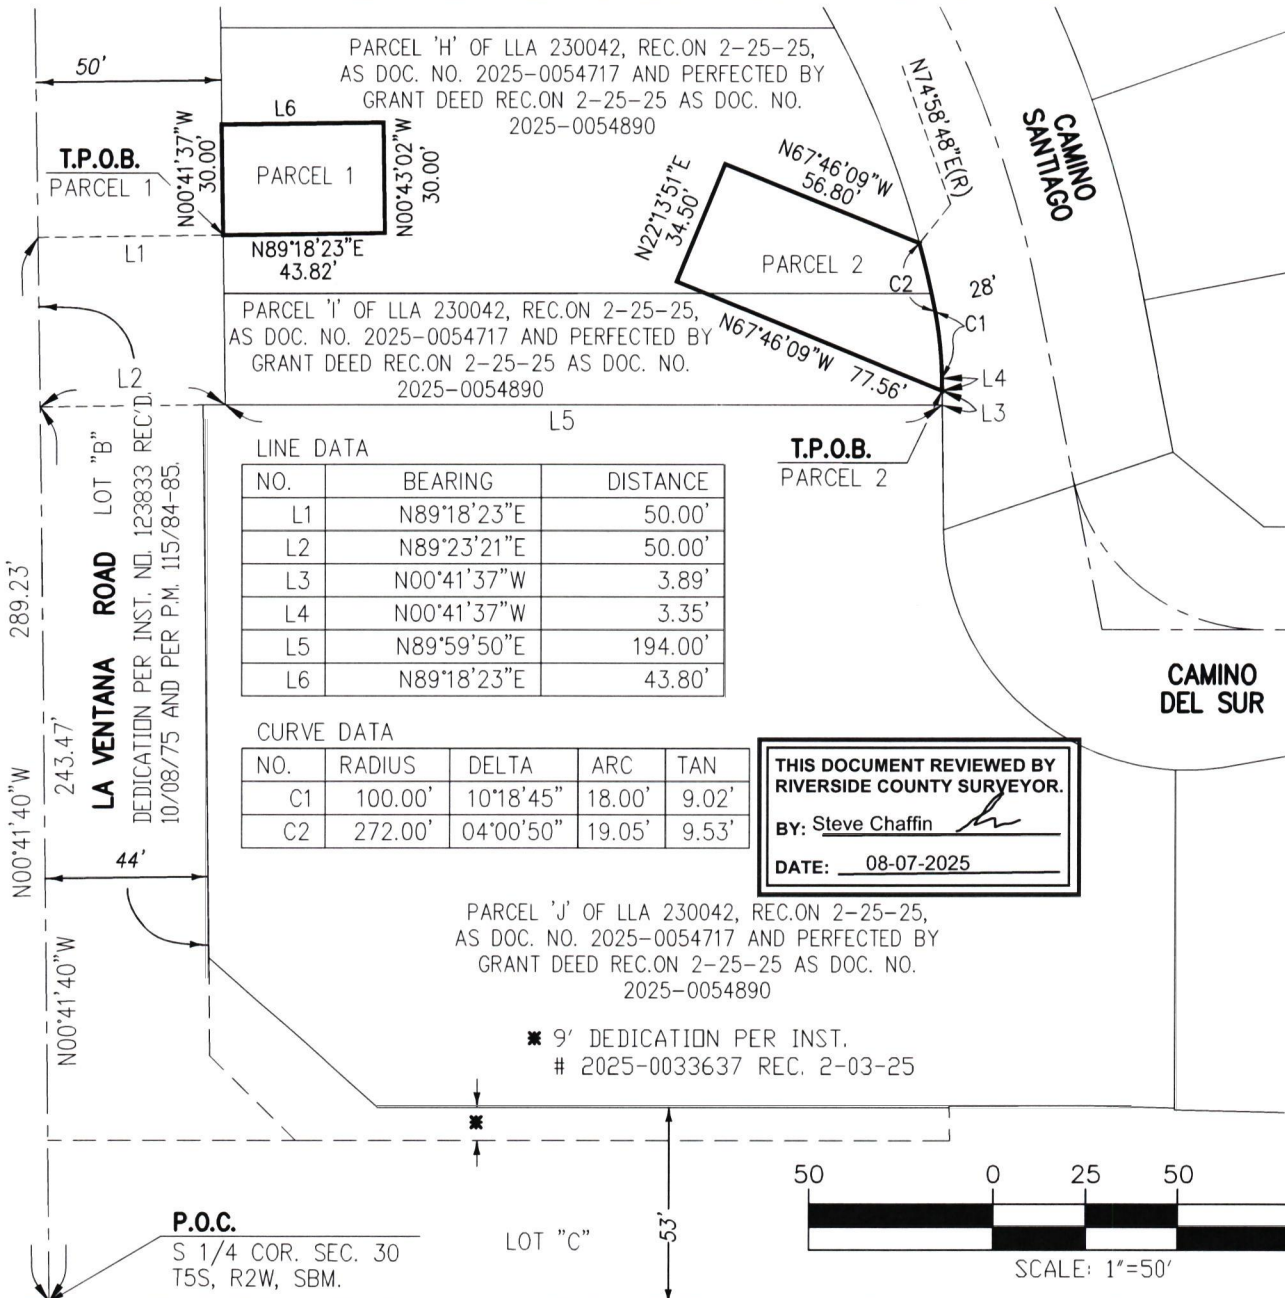 50'
PARCEL 'H' OF LLA 230042, REC.ON 2-25-25,
AS DOC. NO. 2025-0054717 AND PERFECTED BY
GRANT DEED REC.ON 2-25-25 AS DOC. NO.
2025-0054890
L6
T.P.O.B.
PARCEL 1
N00°41'37"W
30.00'
PARCEL 1
N00°43'02"W
30.00'
N89°18'23"E
43.82'
L1
N74°58'48"E(R)
CAMINO
SANTIAGO
N67°46'09"W
56.80'
N22°13'51"E
34.50'
PARCEL 2
C2
28'
C1
N67°46'09"W 77.56'
L4
L3
PARCEL 'I' OF LLA 230042, REC.ON 2-25-25,
AS DOC. NO. 2025-0054717 AND PERFECTED BY
GRANT DEED REC.ON 2-25-25 AS DOC. NO.
2025-0054890
L2
L5
T.P.O.B.
PARCEL 2
LINE DATA
NO. BEARING DISTANCE
L1 N89°18'23"E 50.00'
L2 N89°23'21"E 50.00'
L3 N00°41'37"W 3.89'
L4 N00°41'37"W 3.35'
L5 N89°59'50"E 194.00'
L6 N89°18'23"E 43.80'
CURVE DATA
NO. RADIUS DELTA ARC TAN
C1 100.00' 10°18'45" 18.00' 9.02'
C2 272.00' 04°00'50" 19.05' 9.53'
N00°41'40"W 289.23'
N00°41'40"W 243.47'
LA VENTANA ROAD LOT "B"
DEDICATION PER INST. NO. 123833 REC'D.
10/08/75 AND PER P.M. 115/84-85.
44'
CAMINO
DEL SUR
THIS DOCUMENT REVIEWED BY
RIVERSIDE COUNTY SURVEYOR.
BY: Steve Chaffin
DATE: 08-07-2025
PARCEL 'J' OF LLA 230042, REC.ON 2-25-25,
AS DOC. NO. 2025-0054717 AND PERFECTED BY
GRANT DEED REC.ON 2-25-25 AS DOC. NO.
2025-0054890
⁕ 9' DEDICATION PER INST.
# 2025-0033637 REC. 2-03-25
⁕
53'
P.O.C.
S 1/4 COR. SEC. 30
T5S, R2W, SBM.
LOT "C"
50 0 25 50
SCALE: 1"=50'